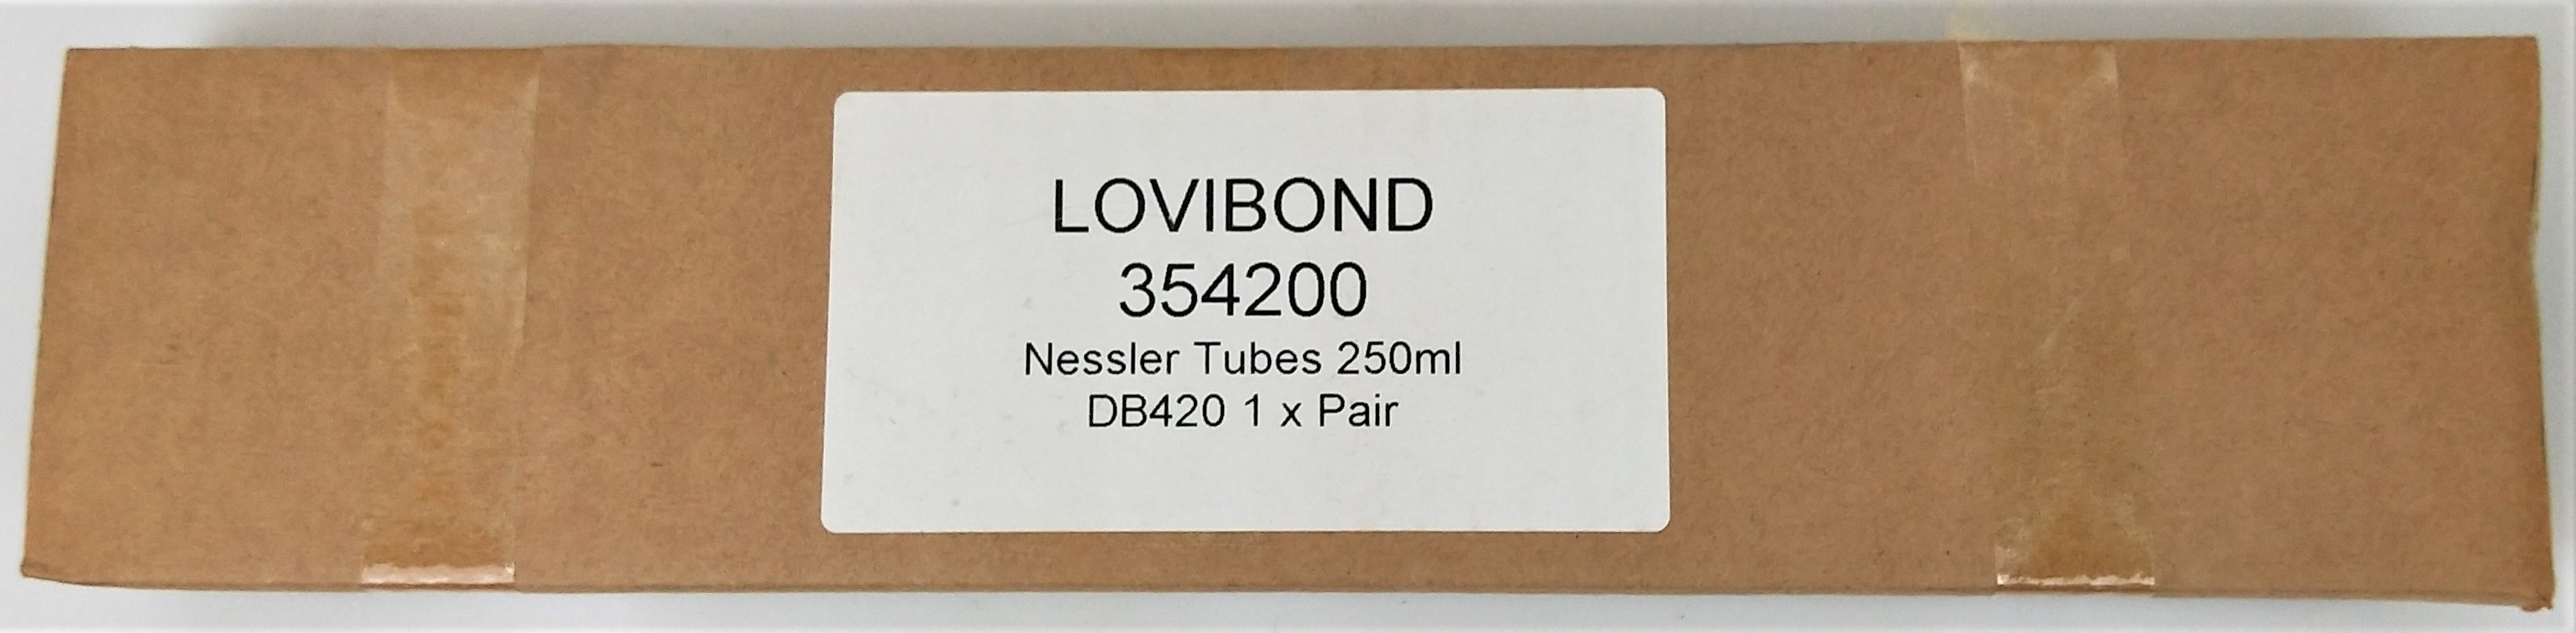 LOVIBOND
354200
Nessler Tubes 250ml
DB420 1 x Pair